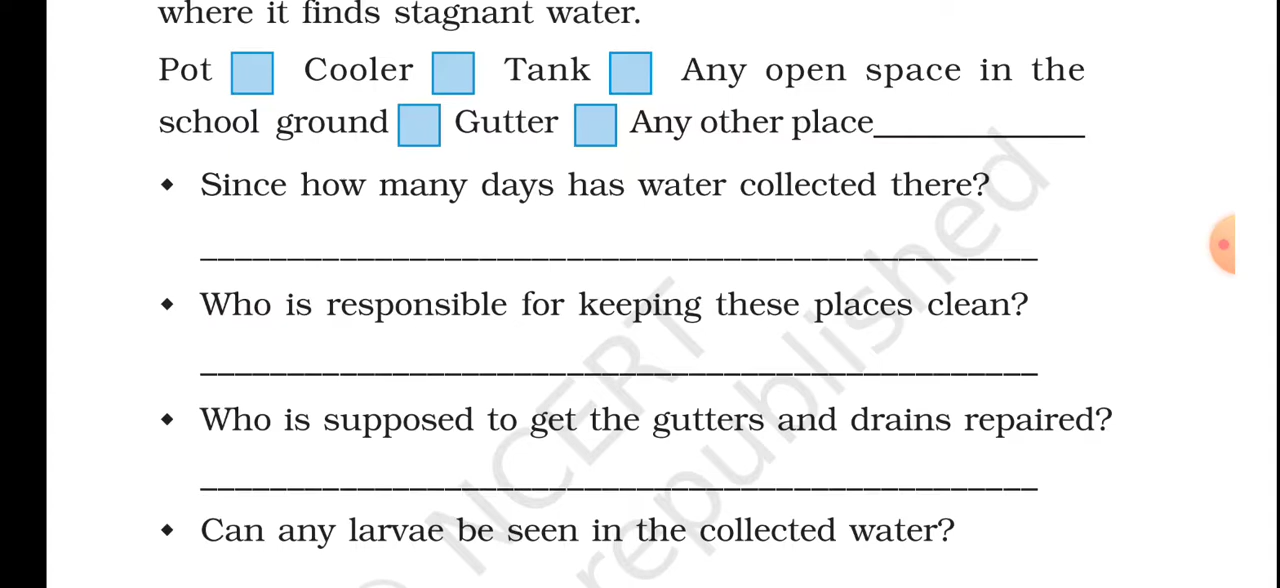 where it finds stagnant water.
Pot Cooler Tank Any open space in the
school ground Gutter Any other place____________
◆ Since how many days has water collected there?
◆ Who is responsible for keeping these places clean?
◆ Who is supposed to get the gutters and drains repaired?
◆ Can any larvae be seen in the collected water?
© NCERT
republished